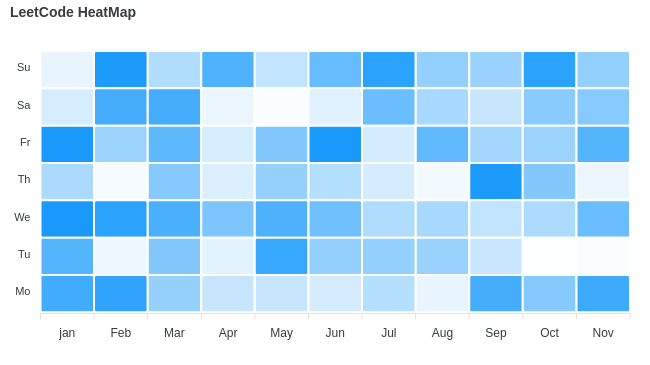 LeetCode HeatMap
Su
Sa
Fr
Th
We
Tu
Mo
jan Feb Mar Apr May Jun Jul Aug Sep Oct Nov